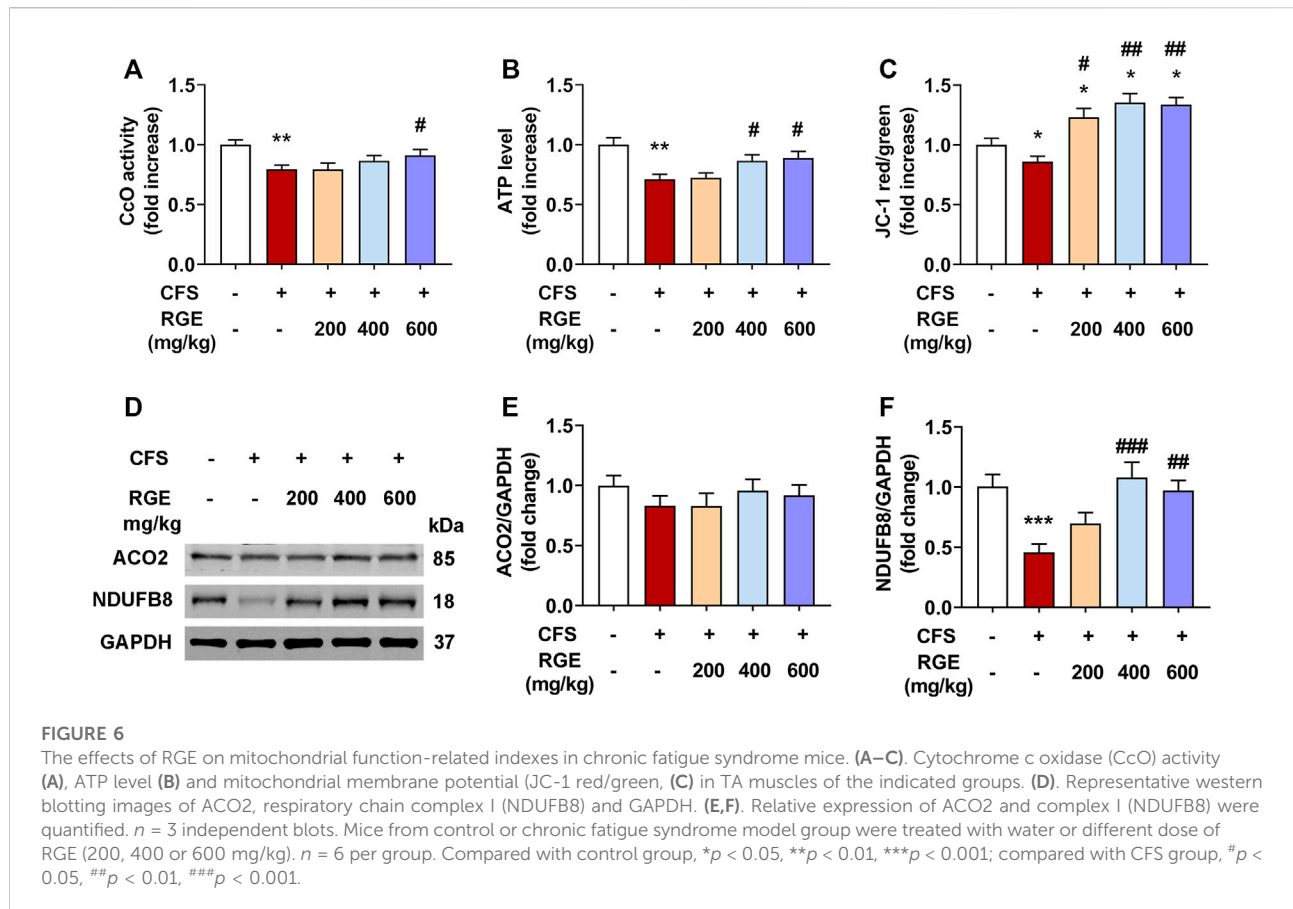 A
CcO activity
(fold increase)
1.5
1.0
0.5
0.0
**
#
CFS - + + + +
RGE
(mg/kg) - - 200 400 600
B
ATP level
(fold increase)
1.5
1.0
0.5
0.0
**
# #
CFS - + + + +
RGE
(mg/kg) - - 200 400 600
C
JC-1 red/green
(fold increase)
1.5
1.0
0.5
0.0
# ## ##
* * * *
CFS - + + + +
RGE
(mg/kg) - - 200 400 600
D
CFS - + + + +
RGE - - 200 400 600
mg/kg kDa
ACO2 85
NDUFB8 18
GAPDH 37
E
ACO2/GAPDH
(fold change)
1.5
1.0
0.5
0.0
CFS - + + + +
RGE
(mg/kg) - - 200 400 600
F
NDUFB8/GAPDH
(fold change)
1.5
1.0
0.5
0.0
***
### ##
CFS - + + + +
RGE
(mg/kg) - - 200 400 600
FIGURE 6
The effects of RGE on mitochondrial function-related indexes in chronic fatigue syndrome mice. (A–C). Cytochrome c oxidase (CcO) activity
(A), ATP level (B) and mitochondrial membrane potential (JC-1 red/green, (C) in TA muscles of the indicated groups. (D). Representative western
blotting images of ACO2, respiratory chain complex I (NDUFB8) and GAPDH. (E,F). Relative expression of ACO2 and complex I (NDUFB8) were
quantified. n = 3 independent blots. Mice from control or chronic fatigue syndrome model group were treated with water or different dose of
RGE (200, 400 or 600 mg/kg). n = 6 per group. Compared with control group, *p < 0.05, **p < 0.01, ***p < 0.001; compared with CFS group, #p <
0.05, ##p < 0.01, ###p < 0.001.